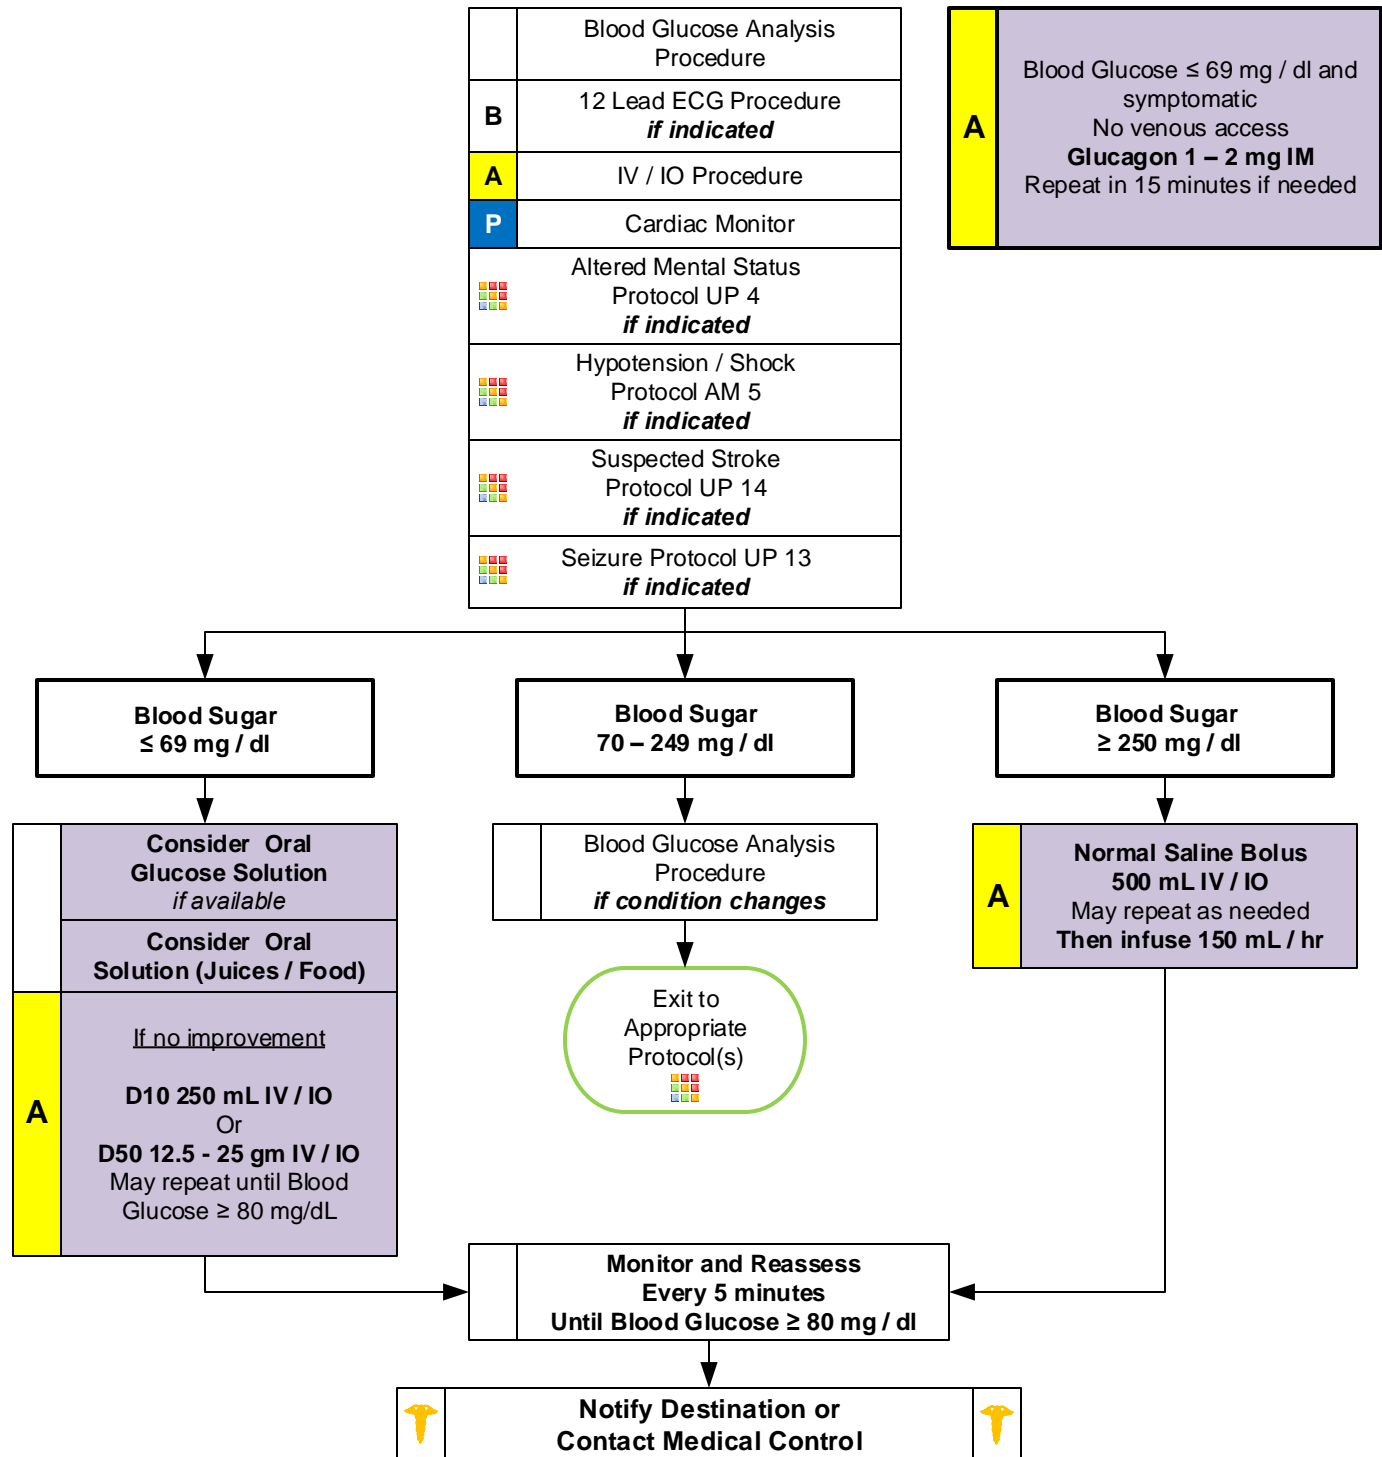 Blood Glucose Analysis
Procedure
B
12 Lead ECG Procedure
if indicated
A
IV / IO Procedure
P
Cardiac Monitor
Altered Mental Status
Protocol UP 4
if indicated
Hypotension / Shock
Protocol AM 5
if indicated
Suspected Stroke
Protocol UP 14
if indicated
Seizure Protocol UP 13
if indicated
A
Blood Glucose ≤ 69 mg / dl and
symptomatic
No venous access
Glucagon 1 – 2 mg IM
Repeat in 15 minutes if needed
Blood Sugar
≤ 69 mg / dl
Blood Sugar
70 – 249 mg / dl
Blood Sugar
≥ 250 mg / dl
Consider Oral
Glucose Solution
if available
Consider Oral
Solution (Juices / Food)
A
If no improvement
D10 250 mL IV / IO
Or
D50 12.5 - 25 gm IV / IO
May repeat until Blood
Glucose ≥ 80 mg/dL
Blood Glucose Analysis
Procedure
if condition changes
Exit to
Appropriate
Protocol(s)
A
Normal Saline Bolus
500 mL IV / IO
May repeat as needed
Then infuse 150 mL / hr
Monitor and Reassess
Every 5 minutes
Until Blood Glucose ≥ 80 mg / dl
Notify Destination or
Contact Medical Control